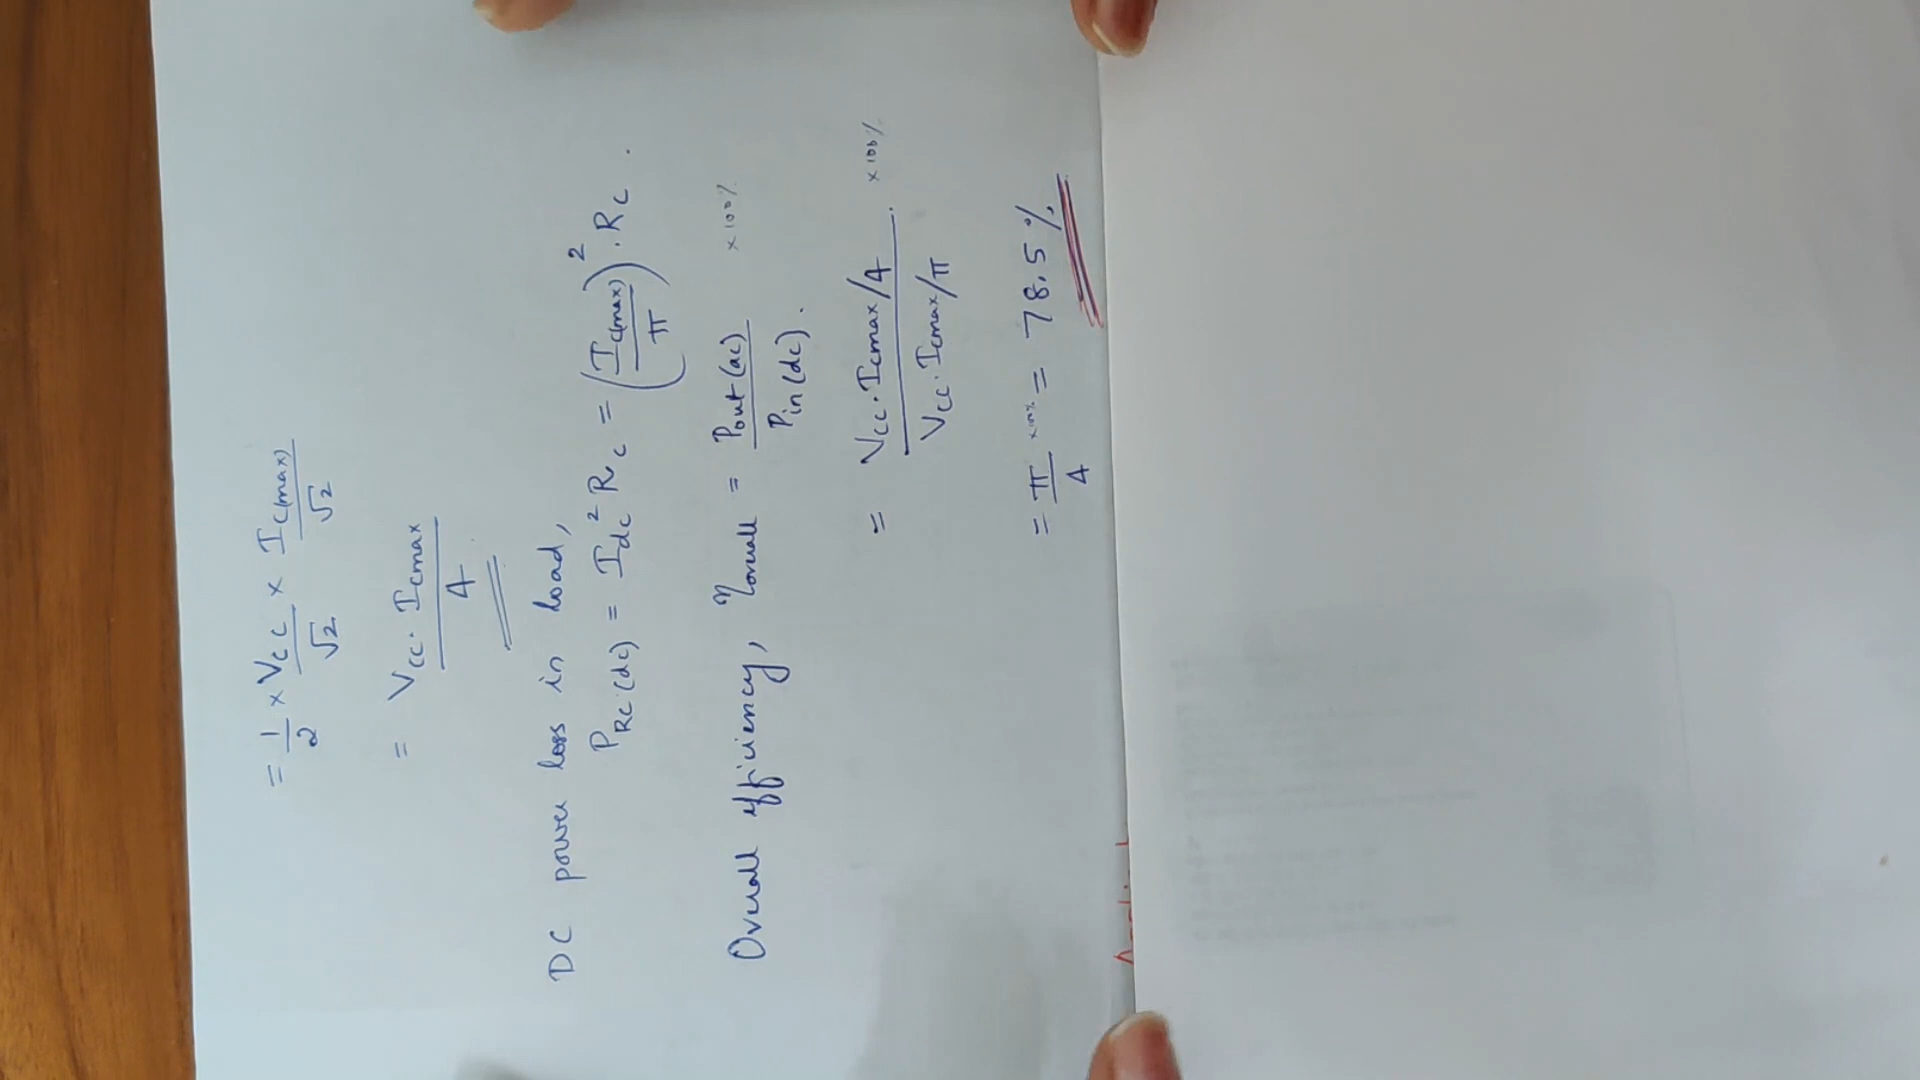 = 1/2 × Vcc/√2 × Ic(max)/√2
= Vcc · Icmax / 4
DC power loss in load,
PRc(dc) = Idc² Rc = (Ic(max)/π)² · Rc .
Overall efficiency, ηoverall = Pout(ac)/Pin(dc) . ×100%
= Vcc · Icmax/4 / Vcc · Icmax/π . ×100%
= π/4 ×100% = 78.5%